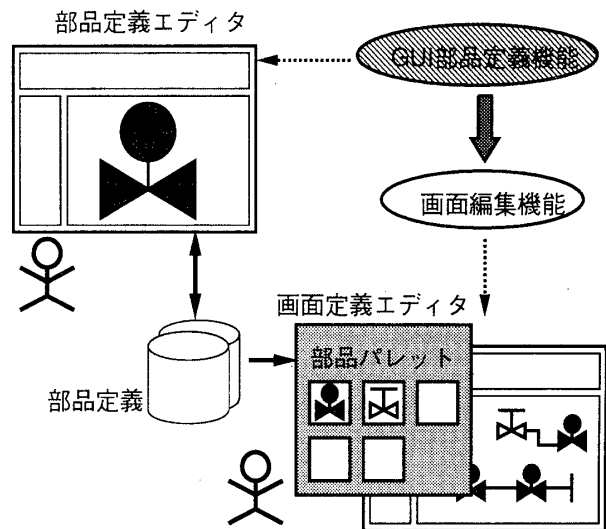 部品定義エディタ
GUI部品定義機能
画面編集機能
画面定義エディタ
部品パレット
部品定義